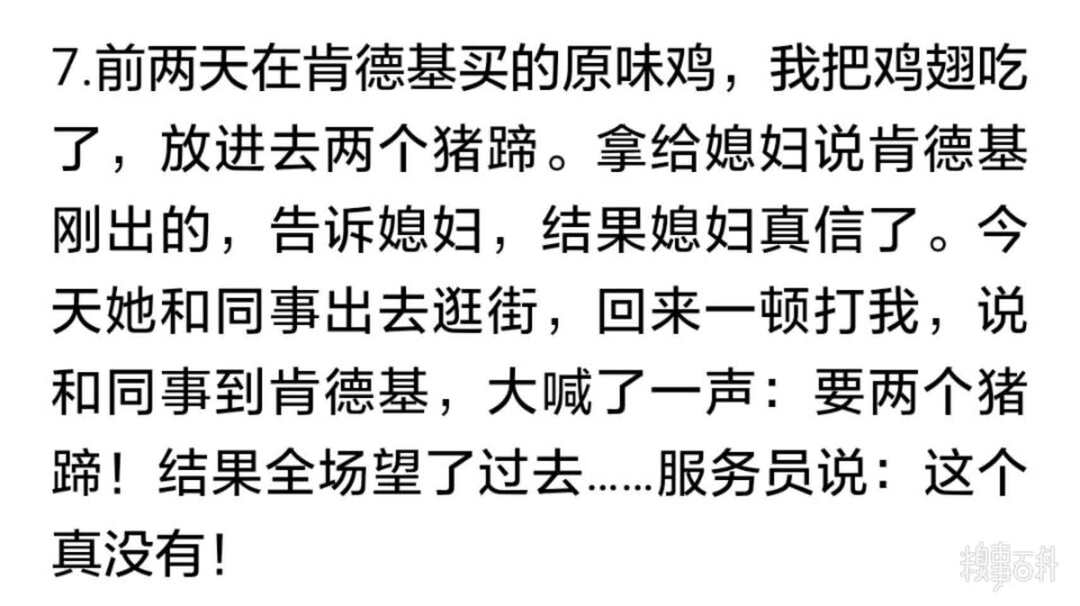 7.前两天在肯德基买的原味鸡，我把鸡翅吃
了，放进去两个猪蹄。拿给媳妇说肯德基
刚出的，告诉媳妇，结果媳妇真信了。今
天她和同事出去逛街，回来一顿打我，说
和同事到肯德基，大喊了一声：要两个猪
蹄！结果全场望了过去……服务员说：这个
真没有！
糗事百科